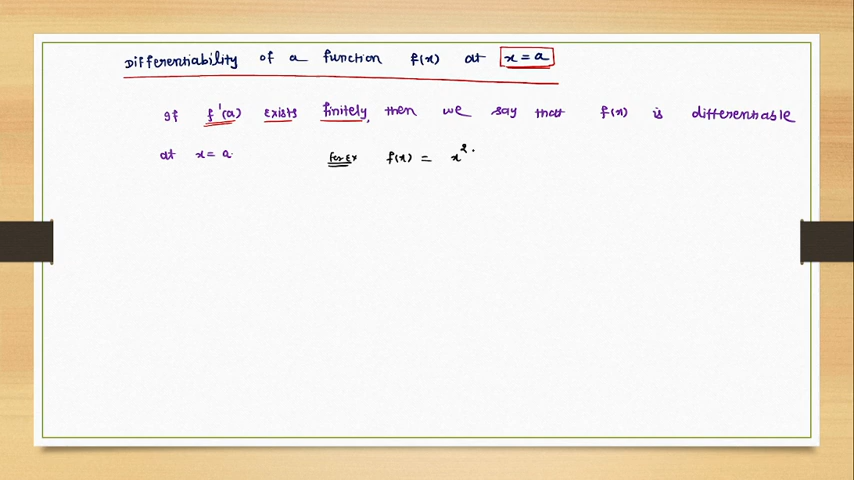 Differentiability of a function f(x) at x = a
If f'(a) exists finitely, then we say that f(x) is differentiable
at x = a. for Ex f(x) = x².